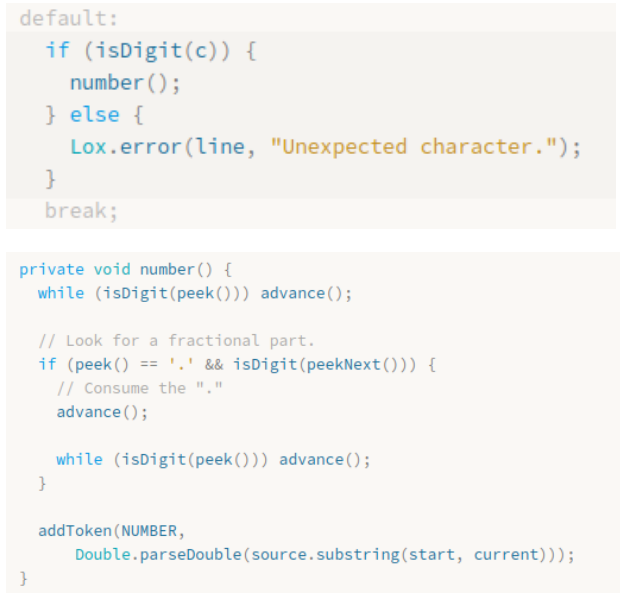 default:
  if (isDigit(c)) {
    number();
  } else {
    Lox.error(line, "Unexpected character.");
  }
  break;
private void number() {
  while (isDigit(peek())) advance();

  // Look for a fractional part.
  if (peek() == '.' && isDigit(peekNext())) {
    // Consume the "."
    advance();

    while (isDigit(peek())) advance();
  }

  addToken(NUMBER,
      Double.parseDouble(source.substring(start, current)));
}